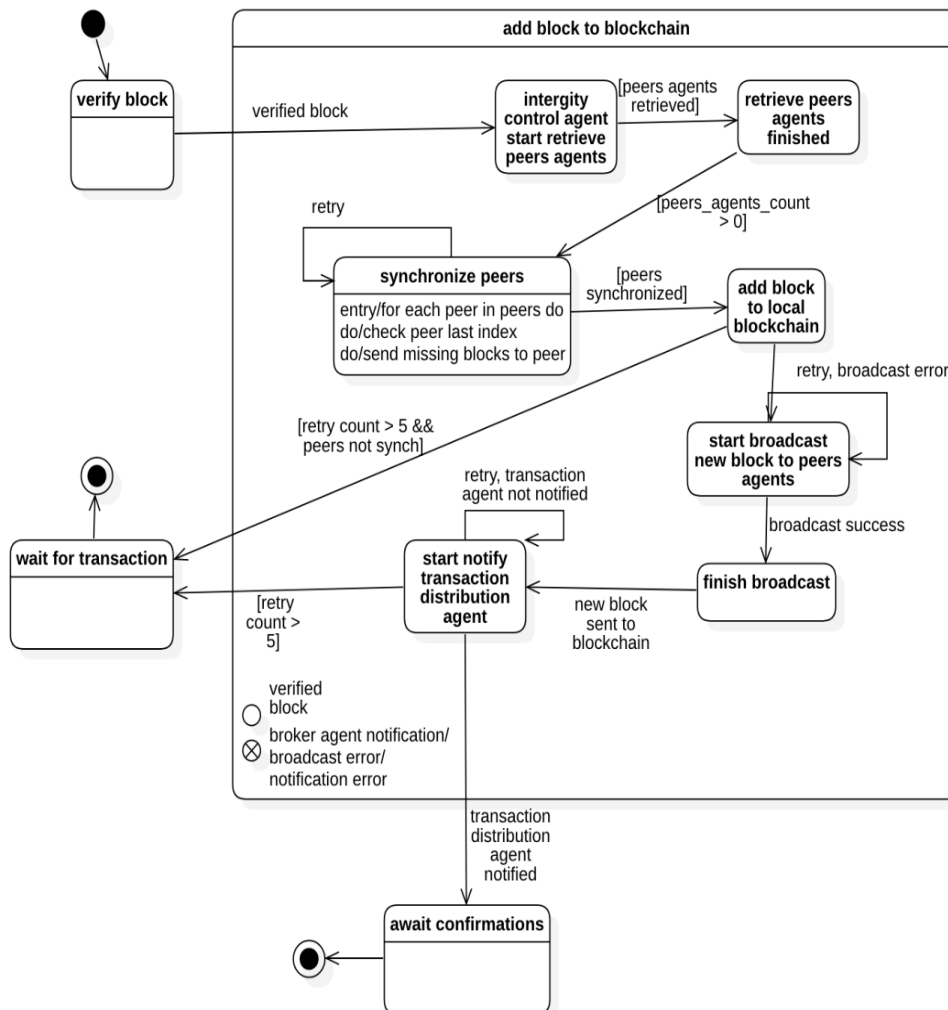 add block to blockchain
verify block
verified block
intergity
control agent
start retrieve
peers agents
[peers agents
retrieved]
retrieve peers
agents
finished
[peers_agents_count
> 0]
retry
synchronize peers
entry/for each peer in peers do
do/check peer last index
do/send missing blocks to peer
[peers
synchronized]
add block
to local
blockchain
retry, broadcast error
[retry count > 5 &&
peers not synch]
start broadcast
new block to peers
agents
retry, transaction
agent not notified
broadcast success
wait for transaction
start notify
transaction
distribution
agent
finish broadcast
[retry
count >
5]
new block
sent to
blockchain
verified
block
broker agent notification/
broadcast error/
notification error
transaction
distribution
agent
notified
await confirmations